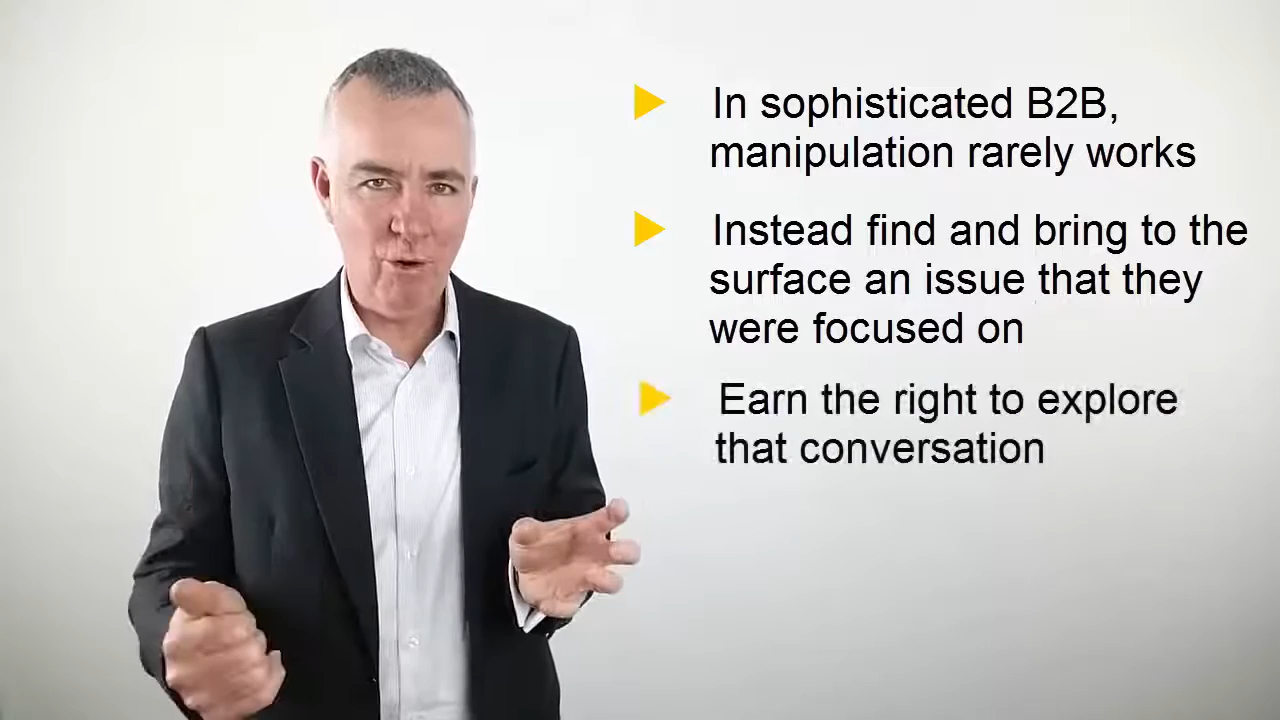 In sophisticated B2B,
manipulation rarely works
Instead find and bring to the
surface an issue that they
were focused on
Earn the right to explore
that conversation